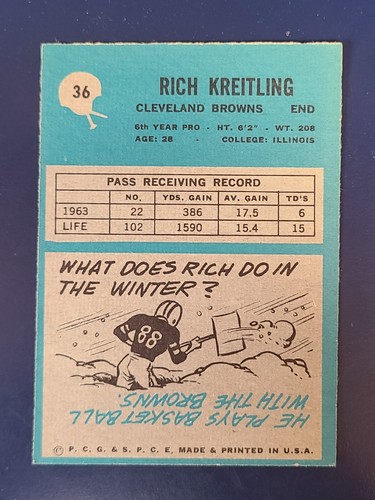 36
RICH KREITLING
CLEVELAND BROWNS END
6th YEAR PRO - HT. 6'2" - WT. 208
AGE: 28 - COLLEGE: ILLINOIS
PASS RECEIVING RECORD
NO. YDS. GAIN AV. GAIN TD'S
1963 22 386 17.5 6
LIFE 102 1590 15.4 15
WHAT DOES RICH DO IN
THE WINTER?
88
HE PLAYS BASKETBALL
WITH THE BROWNS.
© P. C. G. & S. P. C. E. MADE & PRINTED IN U.S.A.